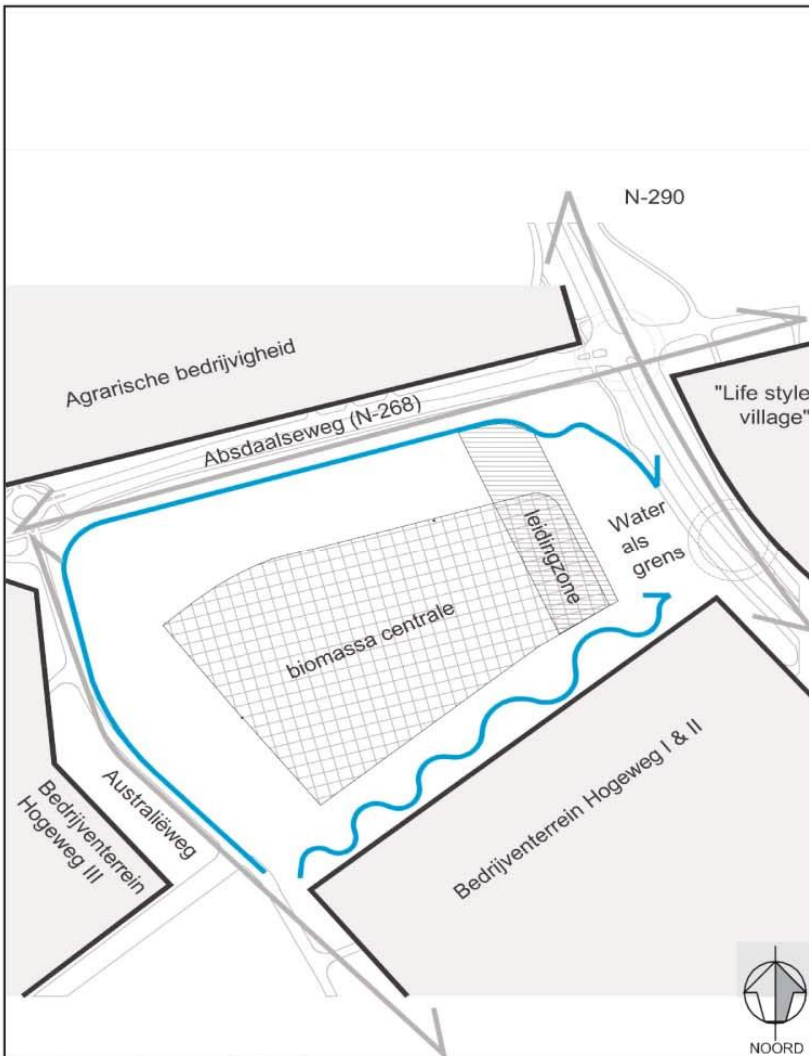 N-290
Agrarische bedrijvigheid
"Life style
village"
Absdaalseweg (N-268)
Water
als
grens
leidingzone
biomassa centrale
Australiëweg
Bedrijventerrein
Hogeweg III
Bedrijventerrein Hogeweg I & II
NOORD